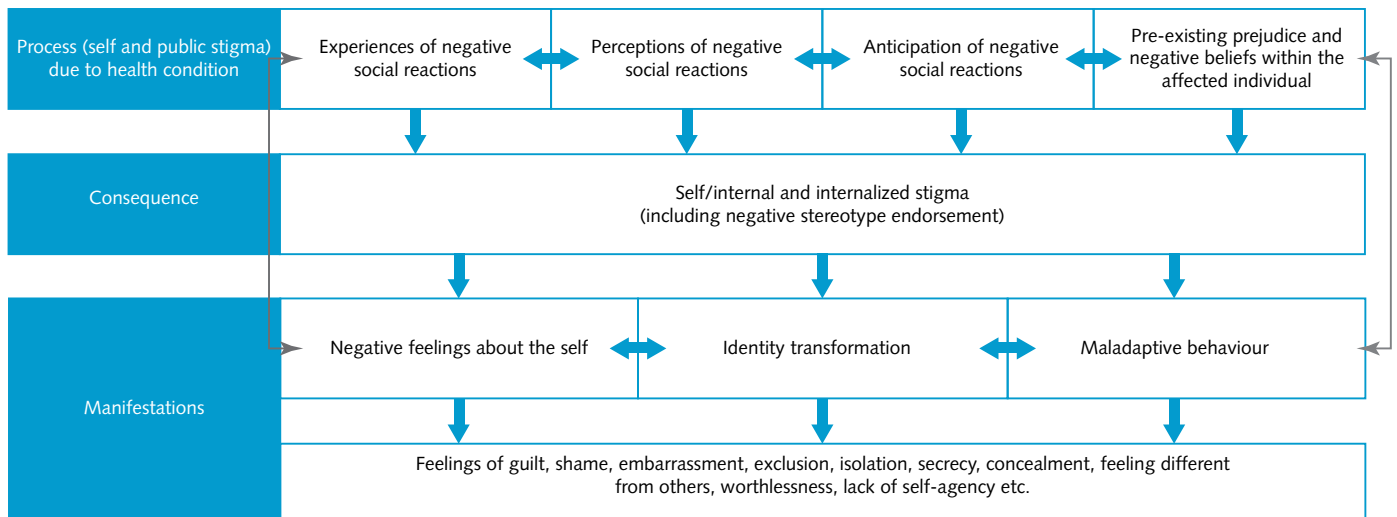 Process (self and public stigma)
due to health condition
Experiences of negative
social reactions
Perceptions of negative
social reactions
Anticipation of negative
social reactions
Pre-existing prejudice and
negative beliefs within the
affected individual
Consequence
Self/internal and internalized stigma
(including negative stereotype endorsement)
Manifestations
Negative feelings about the self
Identity transformation
Maladaptive behaviour
Feelings of guilt, shame, embarrassment, exclusion, isolation, secrecy, concealment, feeling different
from others, worthlessness, lack of self-agency etc.